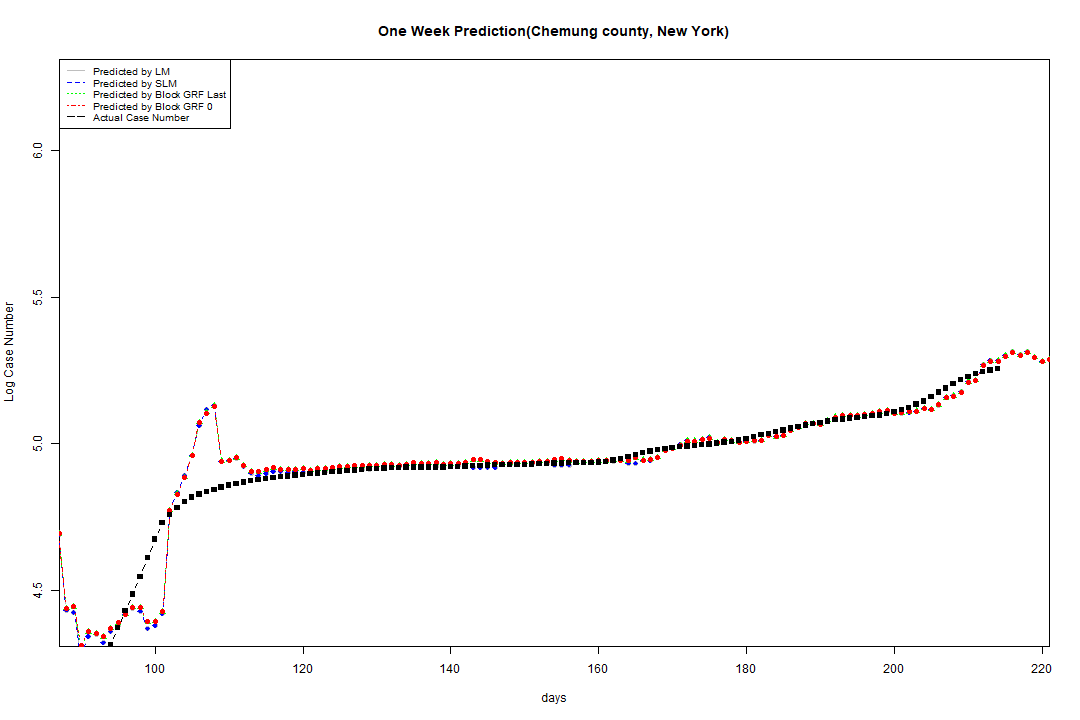 One Week Prediction(Chemung county, New York)
Predicted by LM
Predicted by SLM
Predicted by Block GRF Last
Predicted by Block GRF 0
Actual Case Number
6.0
5.5
5.0
4.5
Log Case Number
100 120 140 160 180 200 220
days